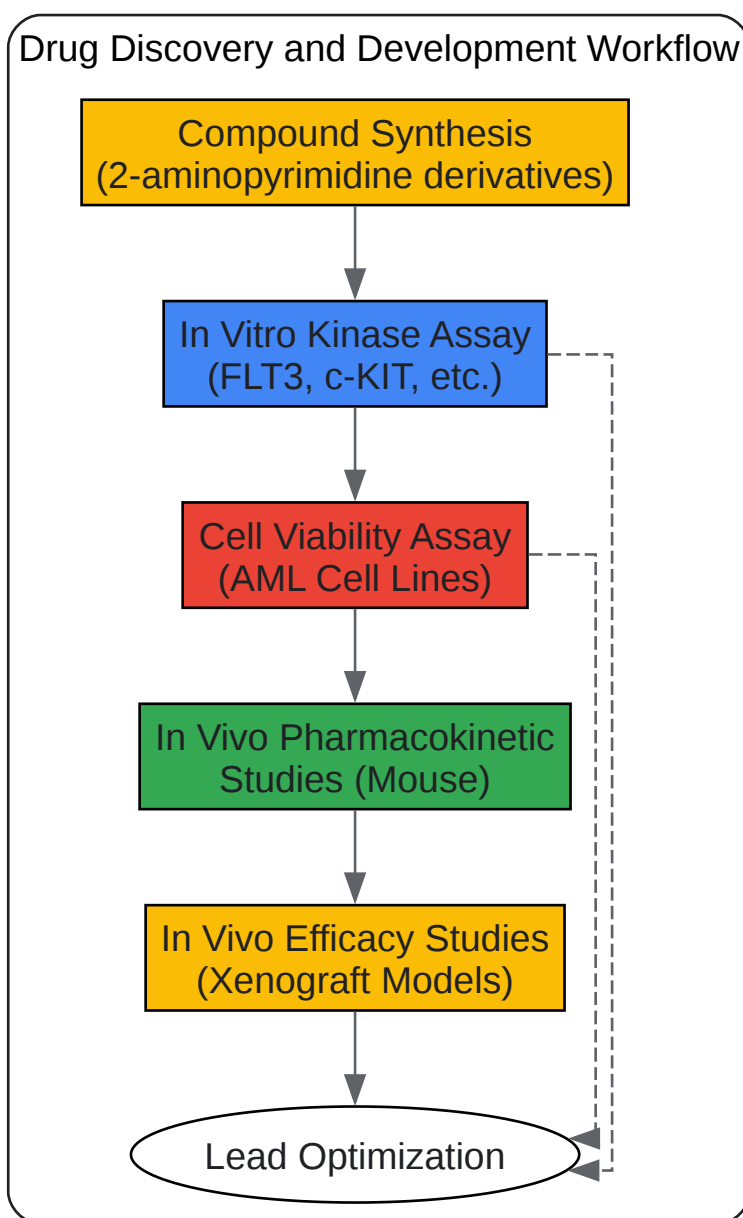 Drug Discovery and Development Workflow
Compound Synthesis
(2-aminopyrimidine derivatives)
In Vitro Kinase Assay
(FLT3, c-KIT, etc.)
Cell Viability Assay
(AML Cell Lines)
In Vivo Pharmacokinetic
Studies (Mouse)
In Vivo Efficacy Studies
(Xenograft Models)
Lead Optimization